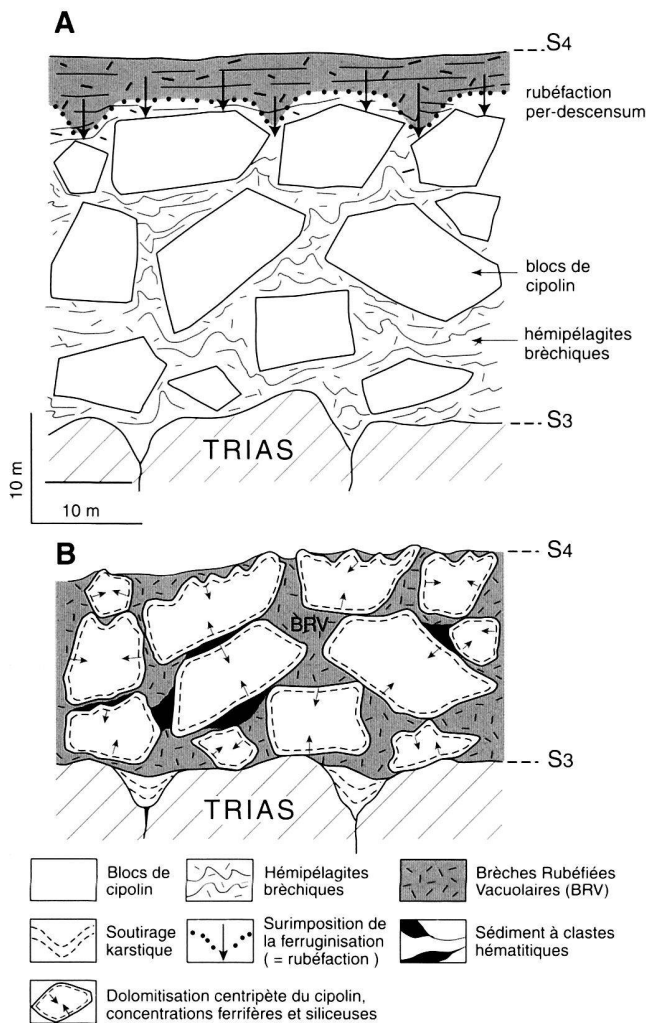 A
S4
rubéfaction
per-descensum
blocs de
cipolin
hémipélagites
brèchiques
S3
TRIAS
10 m
10 m
B
S4
BRV
S3
TRIAS
Blocs de
cipolin
Hémipélagites
brèchiques
Brèches Rubéfiées
Vacuolaires (BRV)
Soutirage
karstique
Surimposition de
la ferruginisation
( = rubéfaction )
Sédiment à clastes
hématitiques
Dolomitisation centripète du cipolin,
concentrations ferrifères et siliceuses